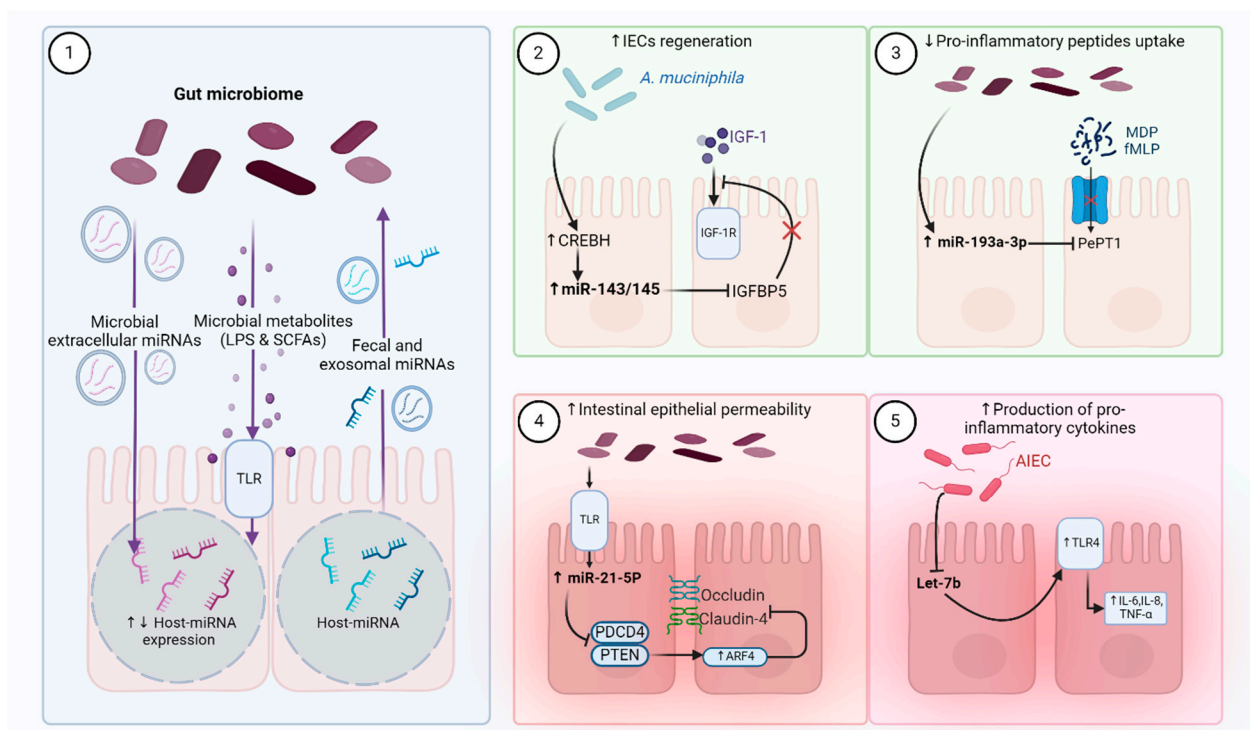 1
Gut microbiome
Microbial
extracellular miRNAs
Microbial metabolites
(LPS & SCFAs)
Fecal and
exosomal miRNAs
TLR
↑↓ Host-miRNA
expression
Host-miRNA
2
↑IECs regeneration
A. muciniphila
IGF-1
IGF-1R
↑CREBH
↑miR-143/145
IGFBP5
3
↓Pro-inflammatory peptides uptake
MDP
fMLP
↑ miR-193a-3p
PePT1
4
↑Intestinal epithelial permeability
TLR
↑ miR-21-5P
Occludin
Claudin-4
PDCD4
PTEN
↑ARF4
5
↑Production of pro-
inflammatory cytokines
AIEC
↑TLR4
Let-7b
↑IL-6,IL-8,
TNF-α